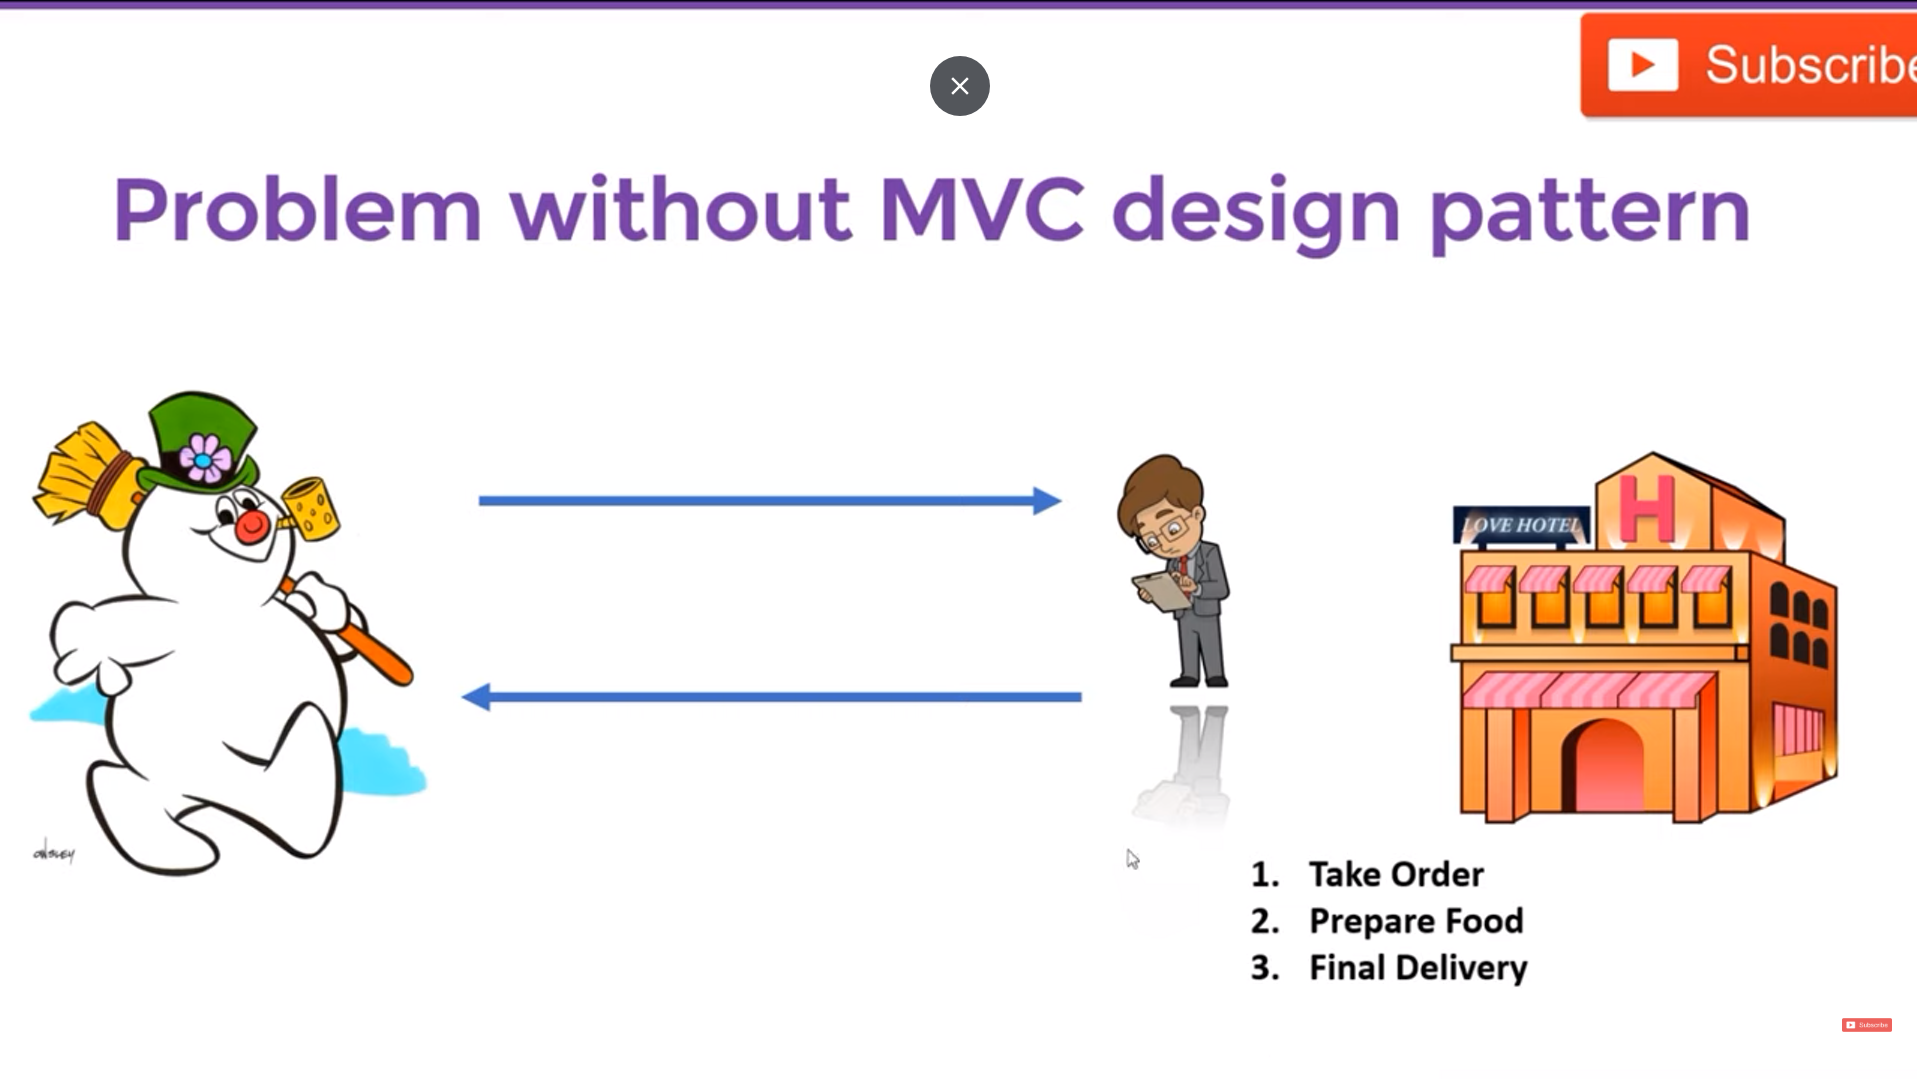 Subscribe
Problem without MVC design pattern
LOVE HOTEL
H
1. Take Order
2. Prepare Food
3. Final Delivery
Subscribe